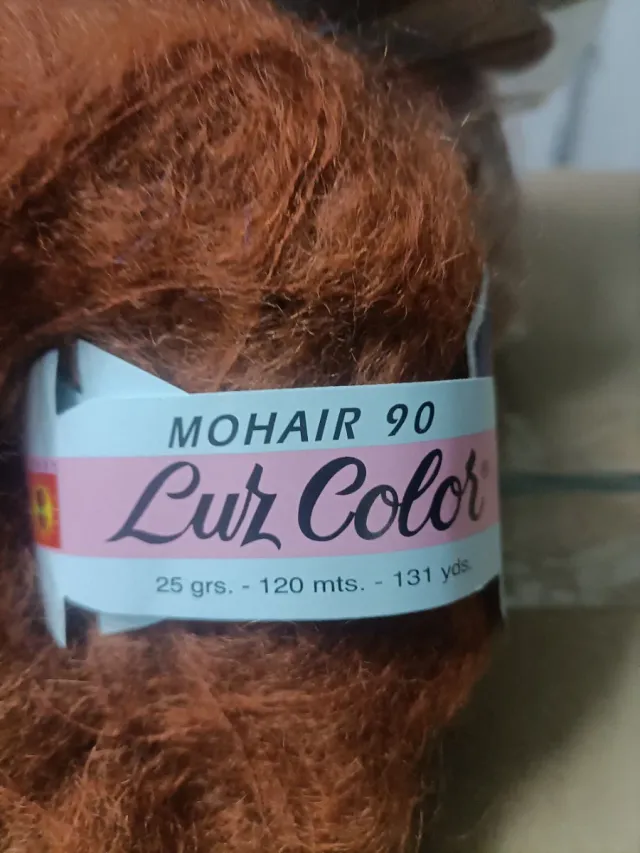 MOHAIR 90
Luz Color®
25 grs. - 120 mts. - 131 yds.